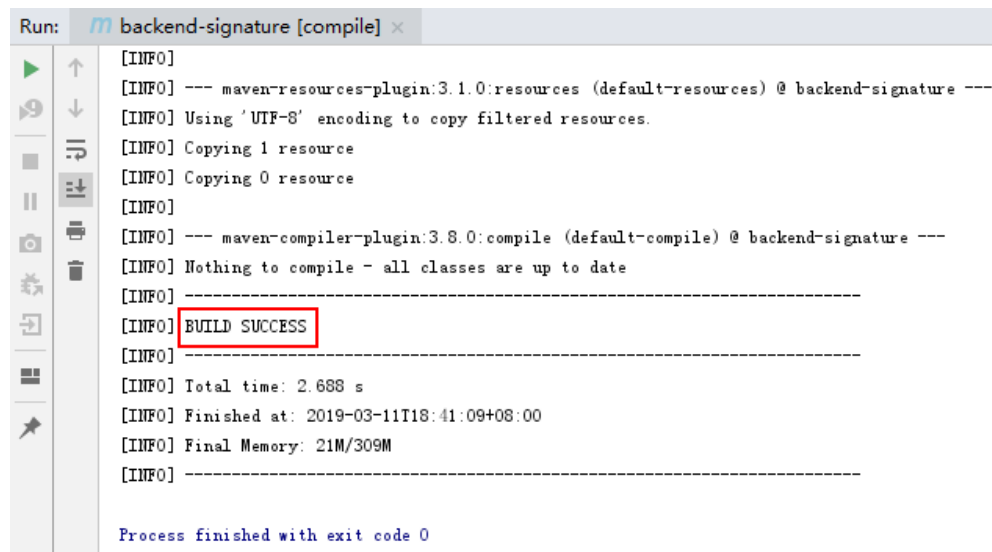 Run: m backend-signature [compile] ×
[INFO]
[INFO] --- maven-resources-plugin:3.1.0:resources (default-resources) @ backend-signature ---
[INFO] Using 'UTF-8' encoding to copy filtered resources.
[INFO] Copying 1 resource
[INFO] Copying 0 resource
[INFO]
[INFO] --- maven-compiler-plugin:3.8.0:compile (default-compile) @ backend-signature ---
[INFO] Nothing to compile - all classes are up to date
[INFO] ------------------------------------------------------------------------
[INFO] BUILD SUCCESS
[INFO] ------------------------------------------------------------------------
[INFO] Total time: 2.688 s
[INFO] Finished at: 2019-03-11T18:41:09+08:00
[INFO] Final Memory: 21M/309M
[INFO] ------------------------------------------------------------------------
Process finished with exit code 0